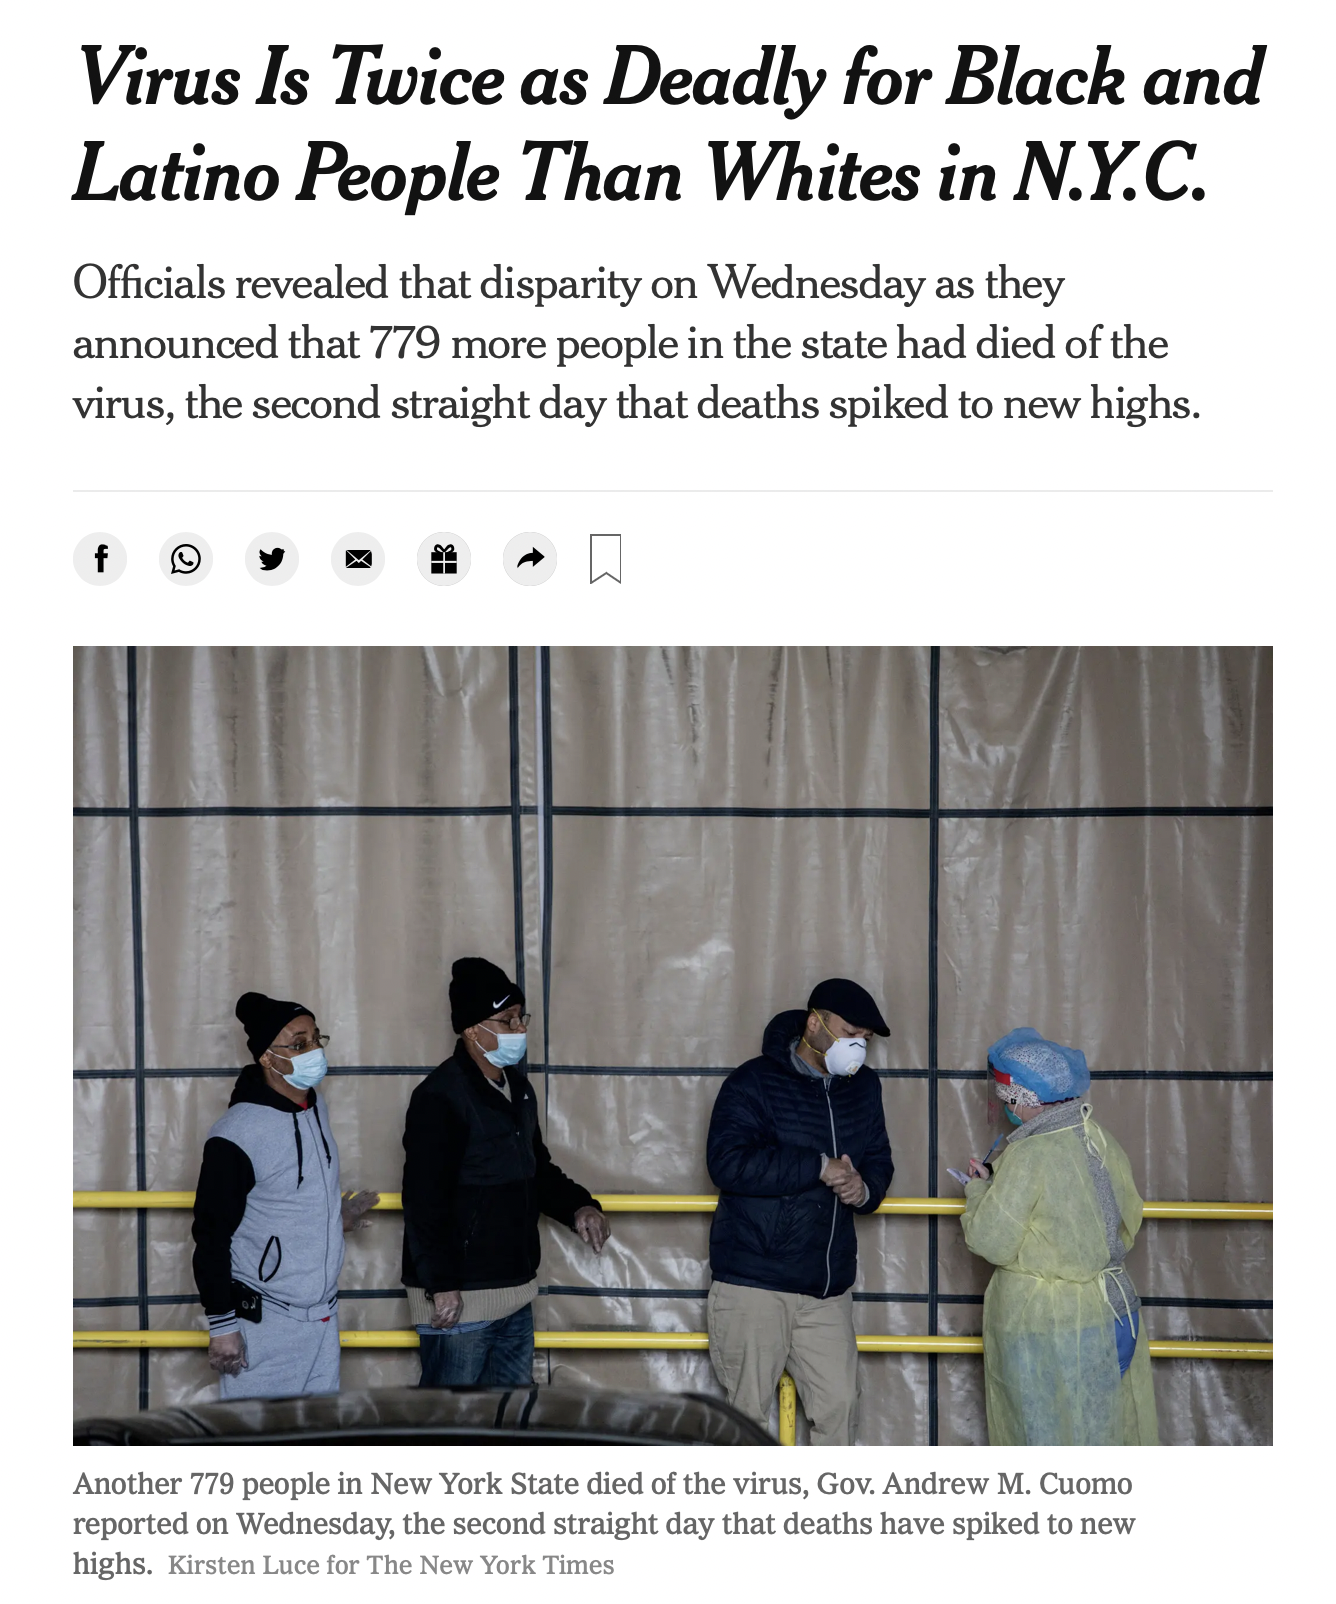 Virus Is Twice as Deadly for Black and
Latino People Than Whites in N.Y.C.
Officials revealed that disparity on Wednesday as they
announced that 779 more people in the state had died of the
virus, the second straight day that deaths spiked to new highs.
Another 779 people in New York State died of the virus, Gov. Andrew M. Cuomo
reported on Wednesday, the second straight day that deaths have spiked to new
highs. Kirsten Luce for The New York Times